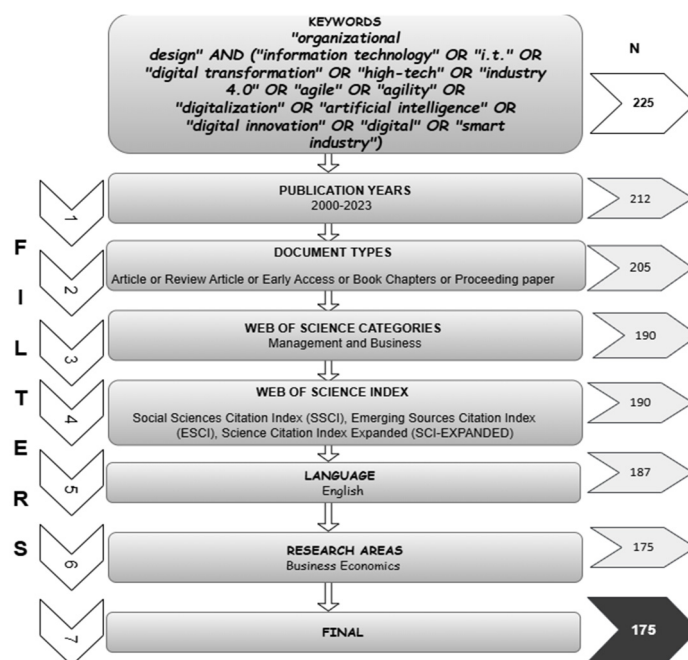 KEYWORDS
"organizational
design" AND ("information technology" OR "i.t." OR
"digital transformation" OR "high-tech" OR "industry
4.0" OR "agile" OR "agility" OR
"digitalization" OR "artificial intelligence" OR
"digital innovation" OR "digital" OR "smart
industry")
N
225
FILTERS
1
PUBLICATION YEARS
2000-2023
212
2
DOCUMENT TYPES
Article or Review Article or Early Access or Book Chapters or Proceeding paper
205
3
WEB OF SCIENCE CATEGORIES
Management and Business
190
4
WEB OF SCIENCE INDEX
Social Sciences Citation Index (SSCI), Emerging Sources Citation Index
(ESCI), Science Citation Index Expanded (SCI-EXPANDED)
190
5
LANGUAGE
English
187
6
RESEARCH AREAS
Business Economics
175
7
FINAL
175